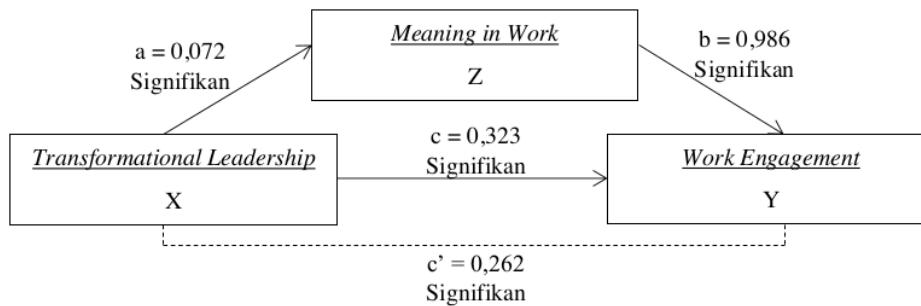 Meaning in Work
Z
a = 0,072
Signifikan
b = 0,986
Signifikan
Transformational Leadership
X
c = 0,323
Signifikan
Work Engagement
Y
c’ = 0,262
Signifikan